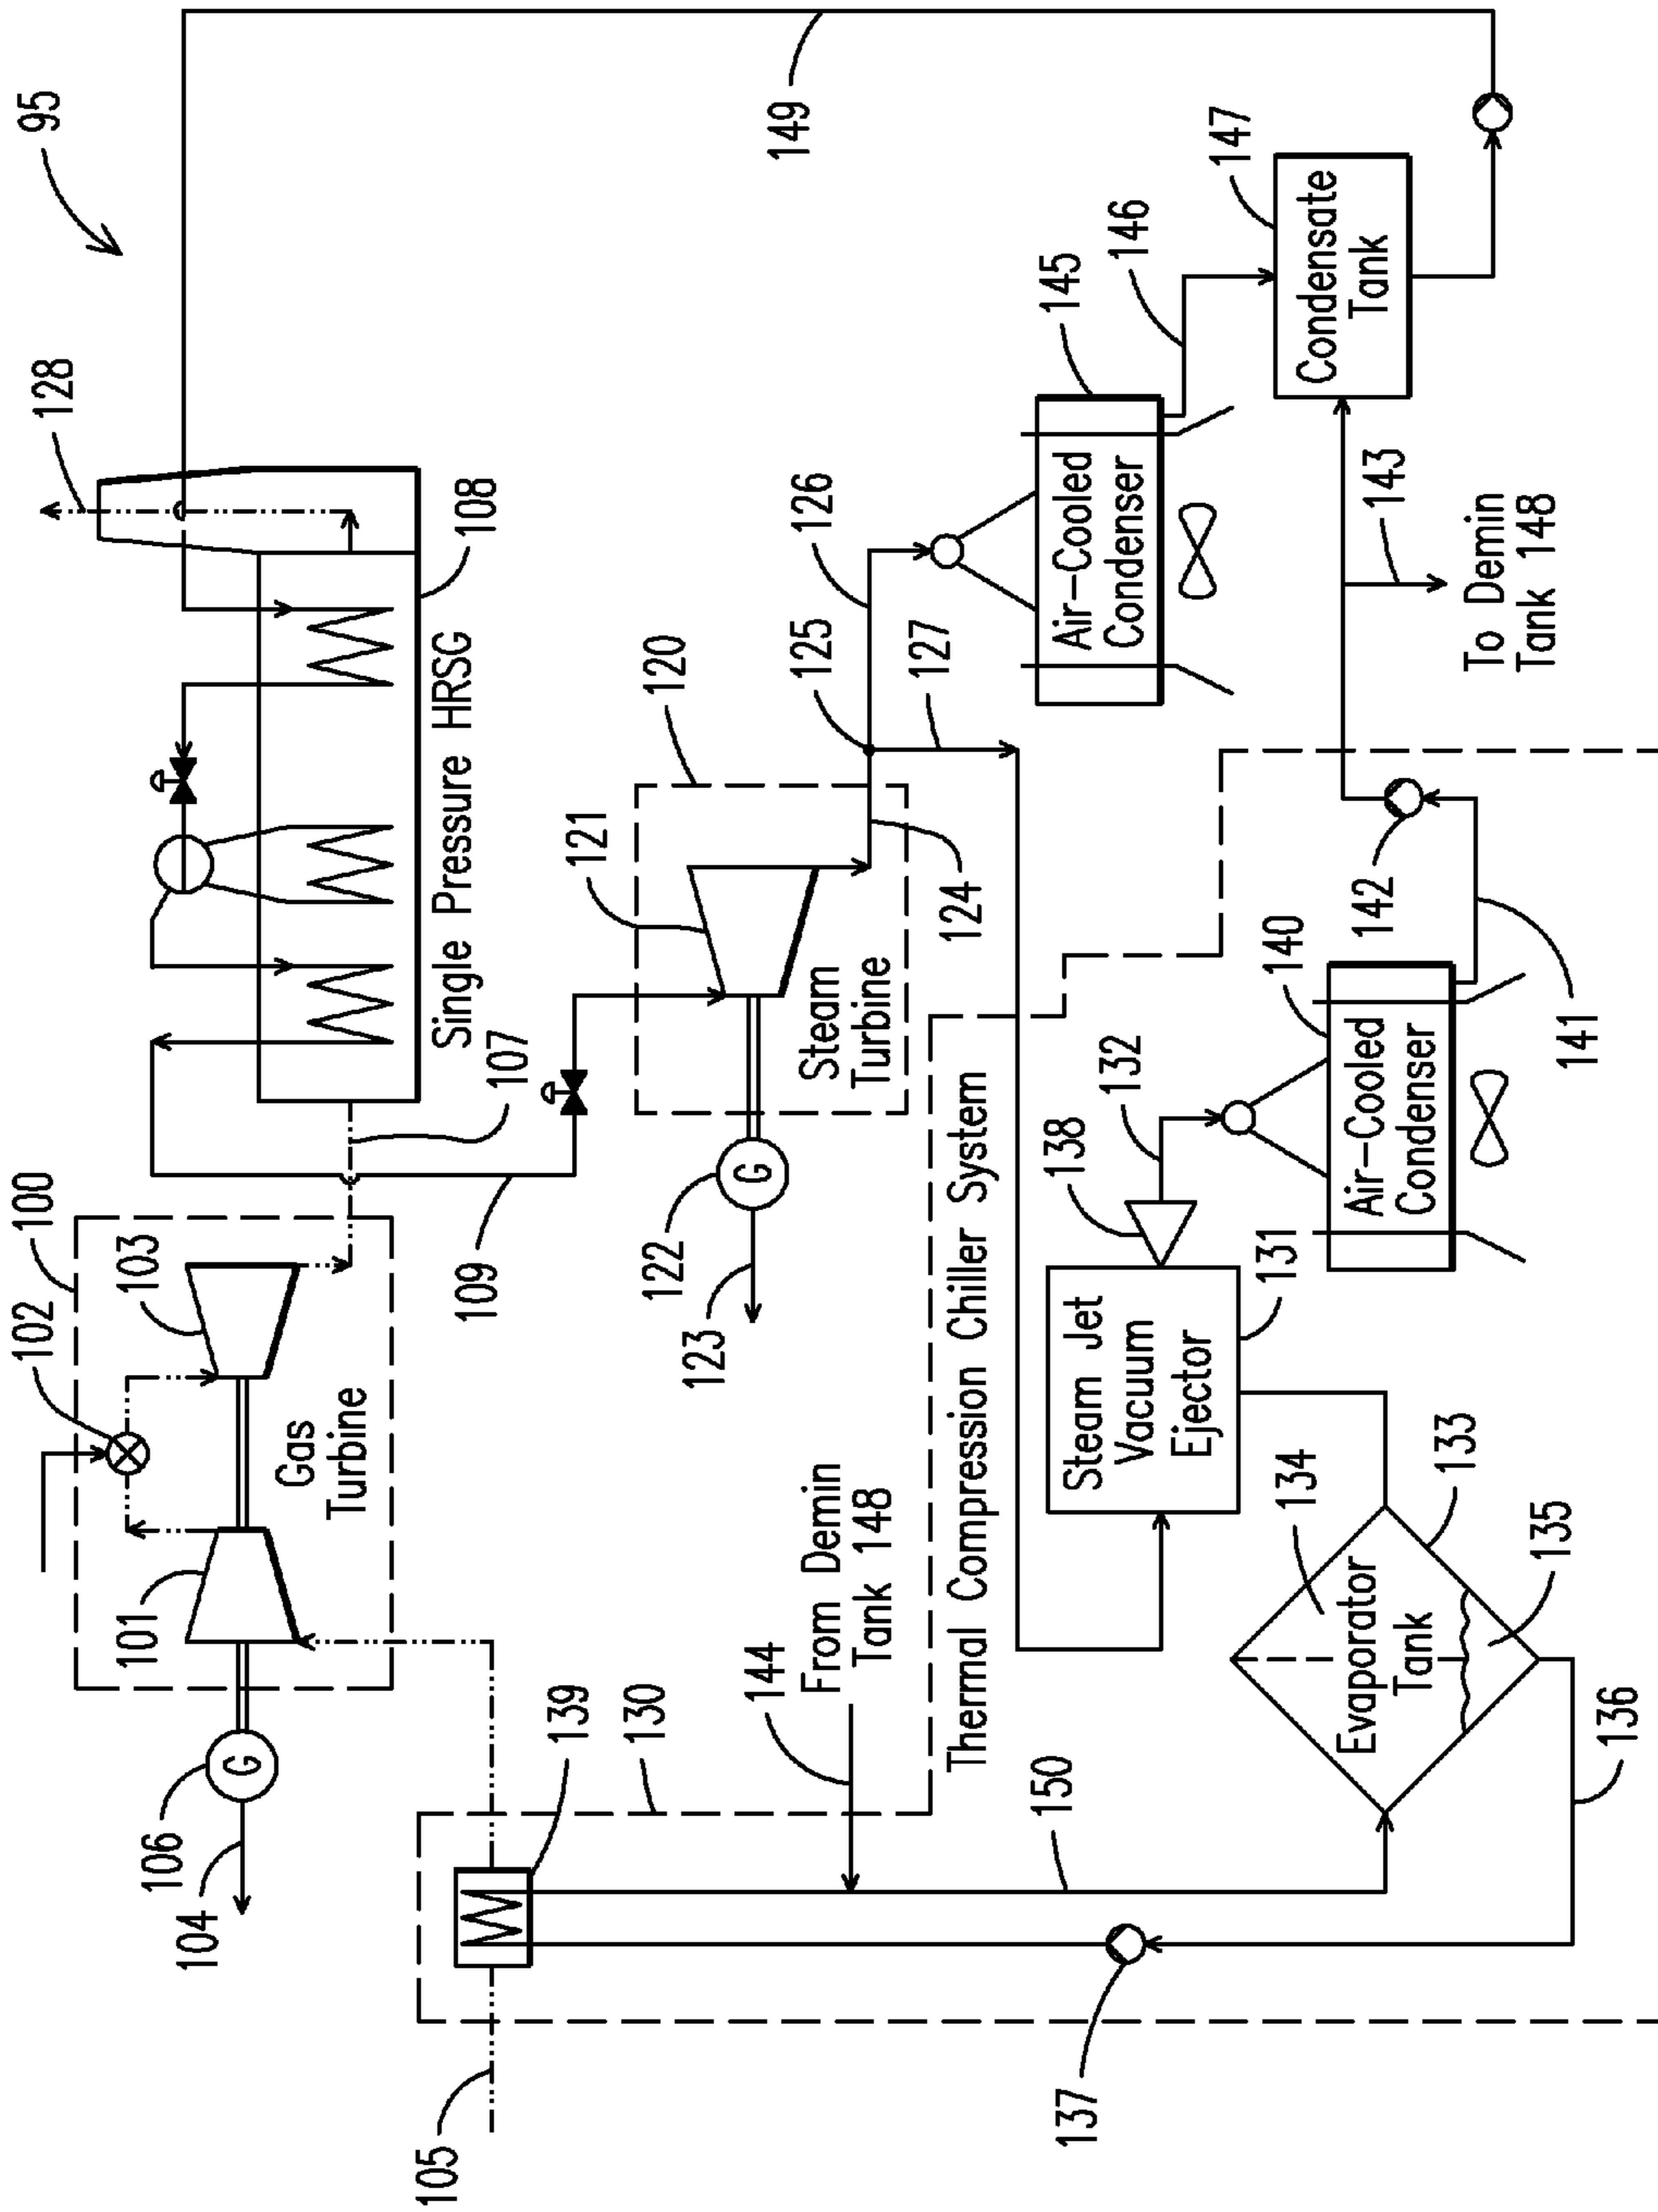 95
128
100
102
103
101
106
G
104
108
Single Pressure HRSG
107
149
Gas
Turbine
109
120
121
Steam
Turbine
G
122
123
124
125
126
127
Air-Cooled
Condenser
145
146
147
Condensate
Tank
105
139
130
144
From Demin
Tank 148
Thermal Compression Chiller System
150
137
132
138
131
Steam Jet
Vacuum
Ejector
140
Air-Cooled
Condenser
142
141
143
To Demin
Tank 148
134
133
135
Evaporator
Tank
136